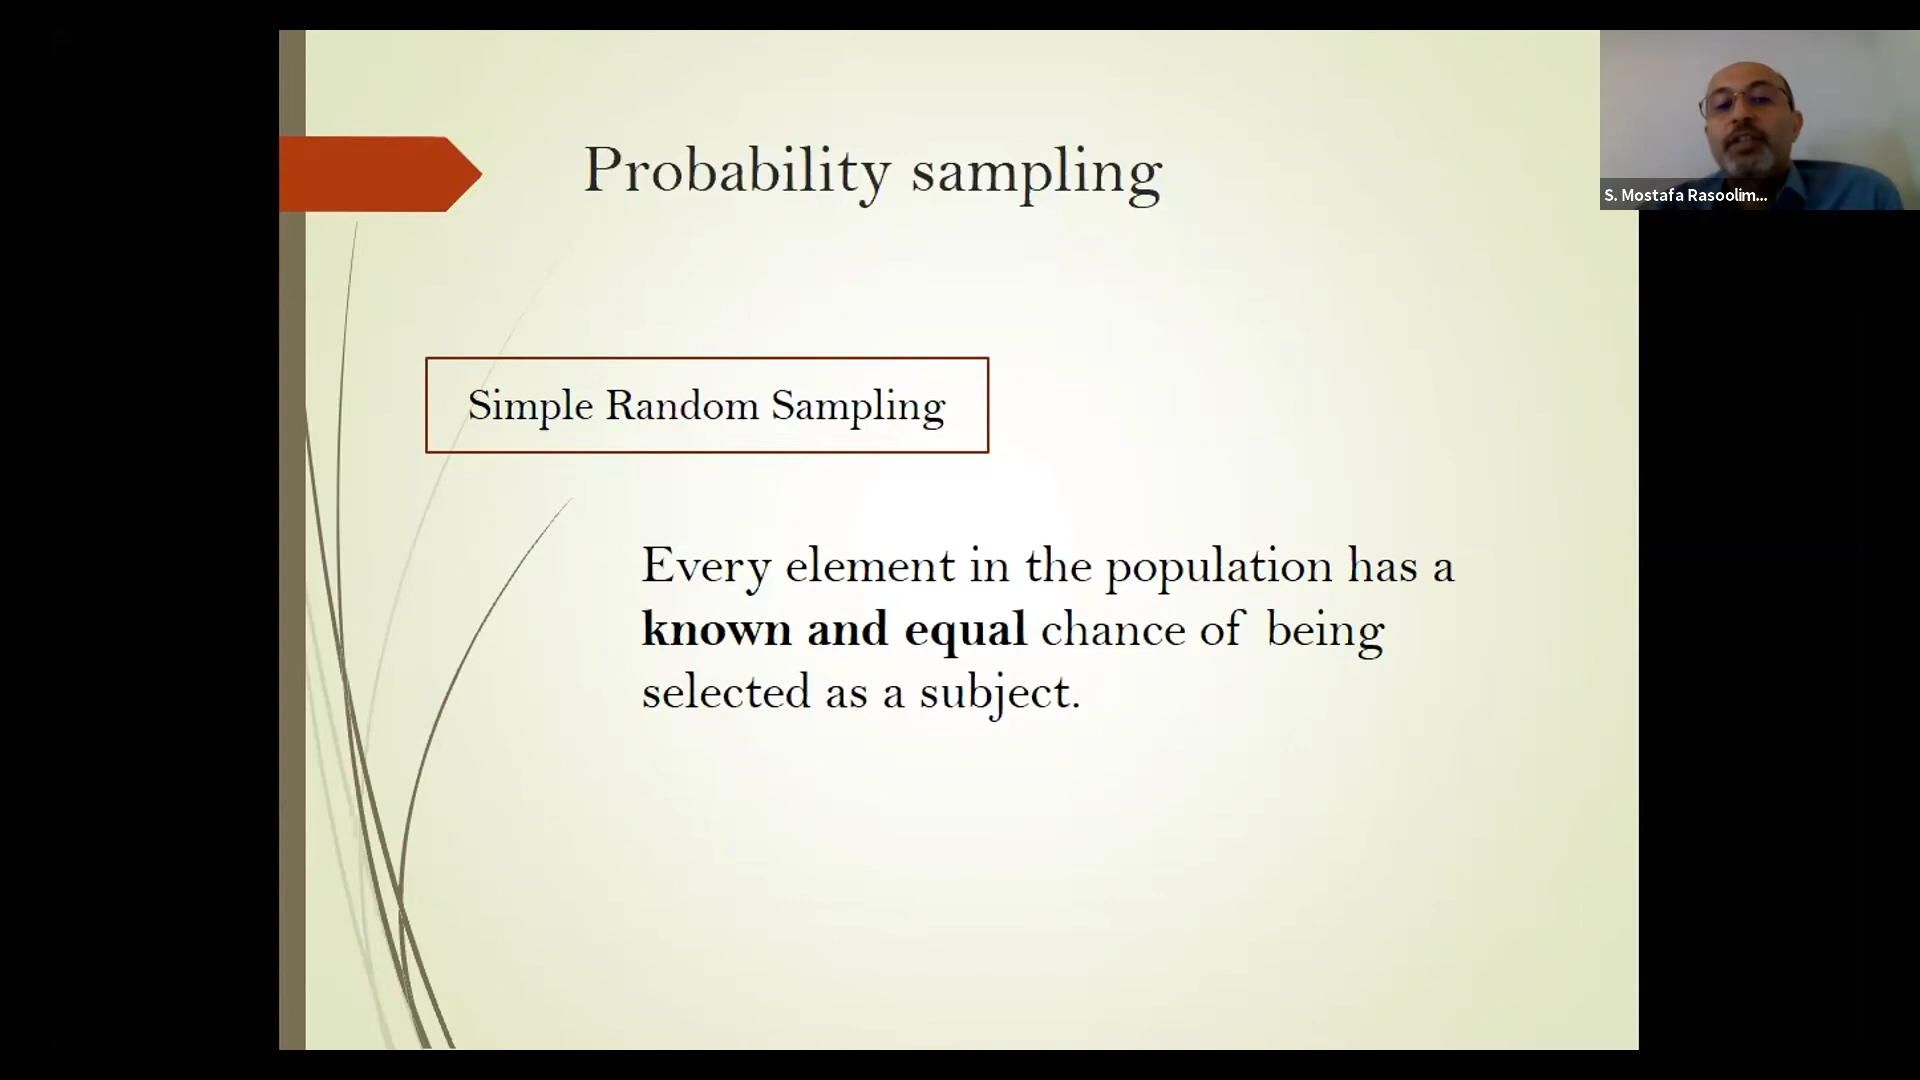 Probability sampling
S. Mostafa Rasoolim...
Simple Random Sampling
Every element in the population has a
known and equal chance of being
selected as a subject.